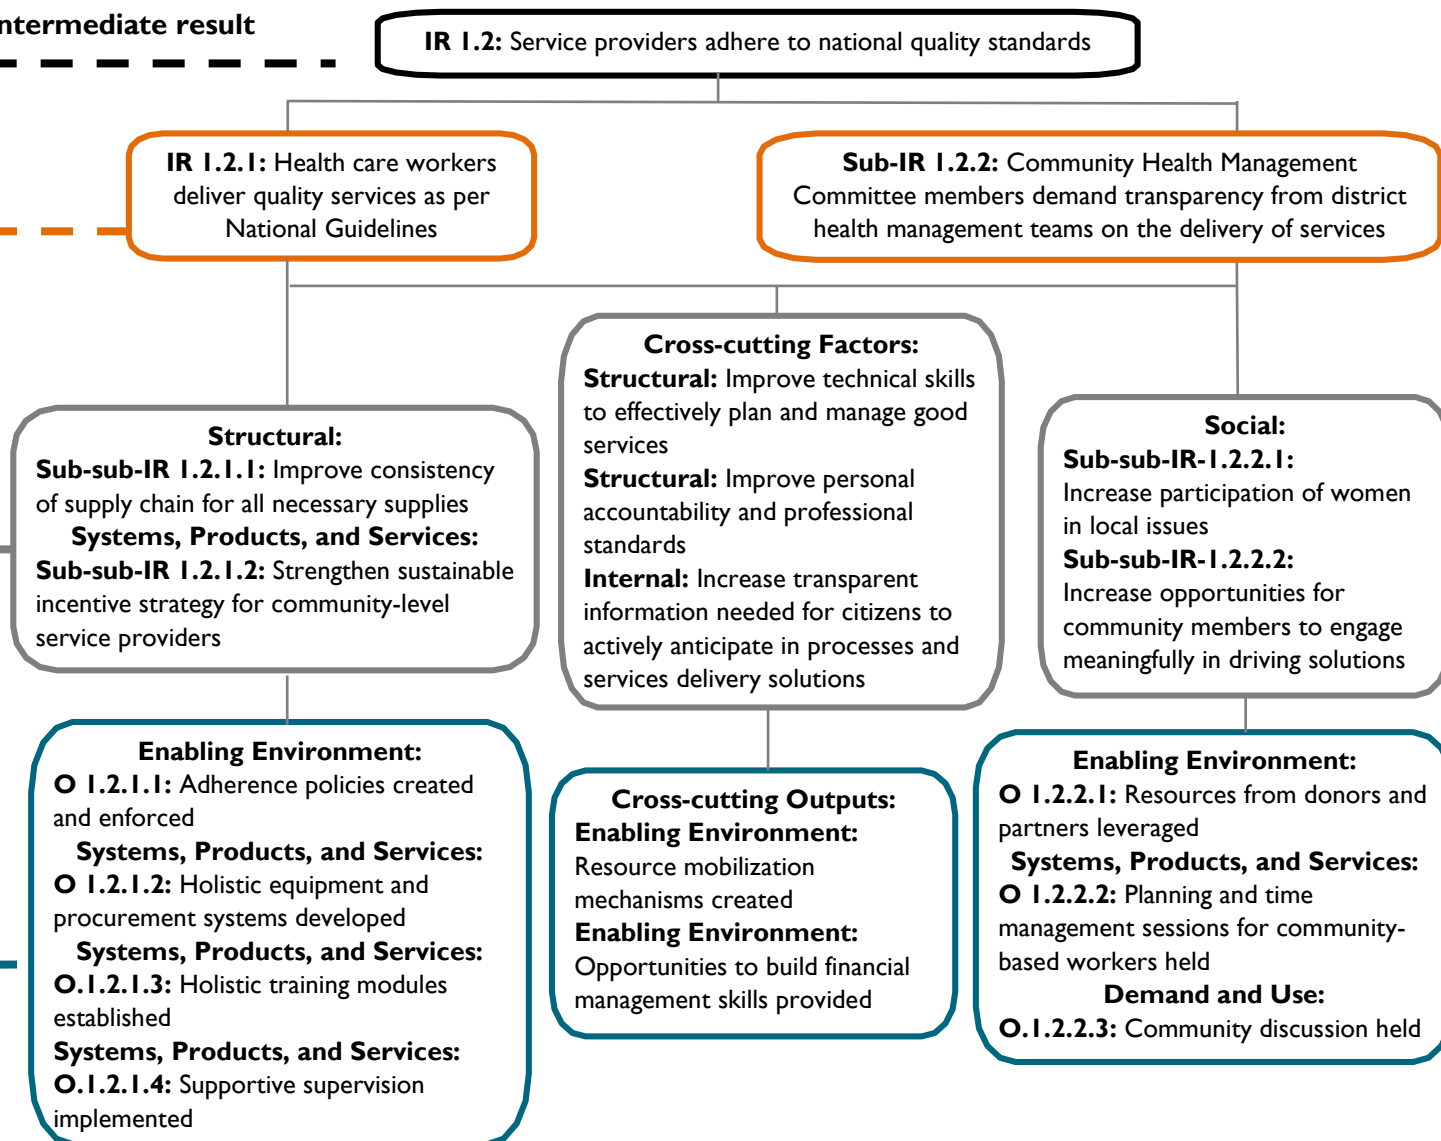 ntermediate result
IR 1.2: Service providers adhere to national quality standards
IR 1.2.1: Health care workers
deliver quality services as per
National Guidelines
Sub-IR 1.2.2: Community Health Management
Committee members demand transparency from district
health management teams on the delivery of services
Structural:
Sub-sub-IR 1.2.1.1: Improve consistency
of supply chain for all necessary supplies
Systems, Products, and Services:
Sub-sub-IR 1.2.1.2: Strengthen sustainable
incentive strategy for community-level
service providers
Cross-cutting Factors:
Structural: Improve technical skills
to effectively plan and manage good
services
Structural: Improve personal
accountability and professional
standards
Internal: Increase transparent
information needed for citizens to
actively anticipate in processes and
services delivery solutions
Social:
Sub-sub-IR-1.2.2.1:
Increase participation of women
in local issues
Sub-sub-IR-1.2.2.2:
Increase opportunities for
community members to engage
meaningfully in driving solutions
Enabling Environment:
O 1.2.1.1: Adherence policies created
and enforced
Systems, Products, and Services:
O 1.2.1.2: Holistic equipment and
procurement systems developed
Systems, Products, and Services:
O.1.2.1.3: Holistic training modules
established
Systems, Products, and Services:
O.1.2.1.4: Supportive supervision
implemented
Cross-cutting Outputs:
Enabling Environment:
Resource mobilization
mechanisms created
Enabling Environment:
Opportunities to build financial
management skills provided
Enabling Environment:
O 1.2.2.1: Resources from donors and
partners leveraged
Systems, Products, and Services:
O 1.2.2.2: Planning and time
management sessions for community-
based workers held
Demand and Use:
O.1.2.2.3: Community discussion held